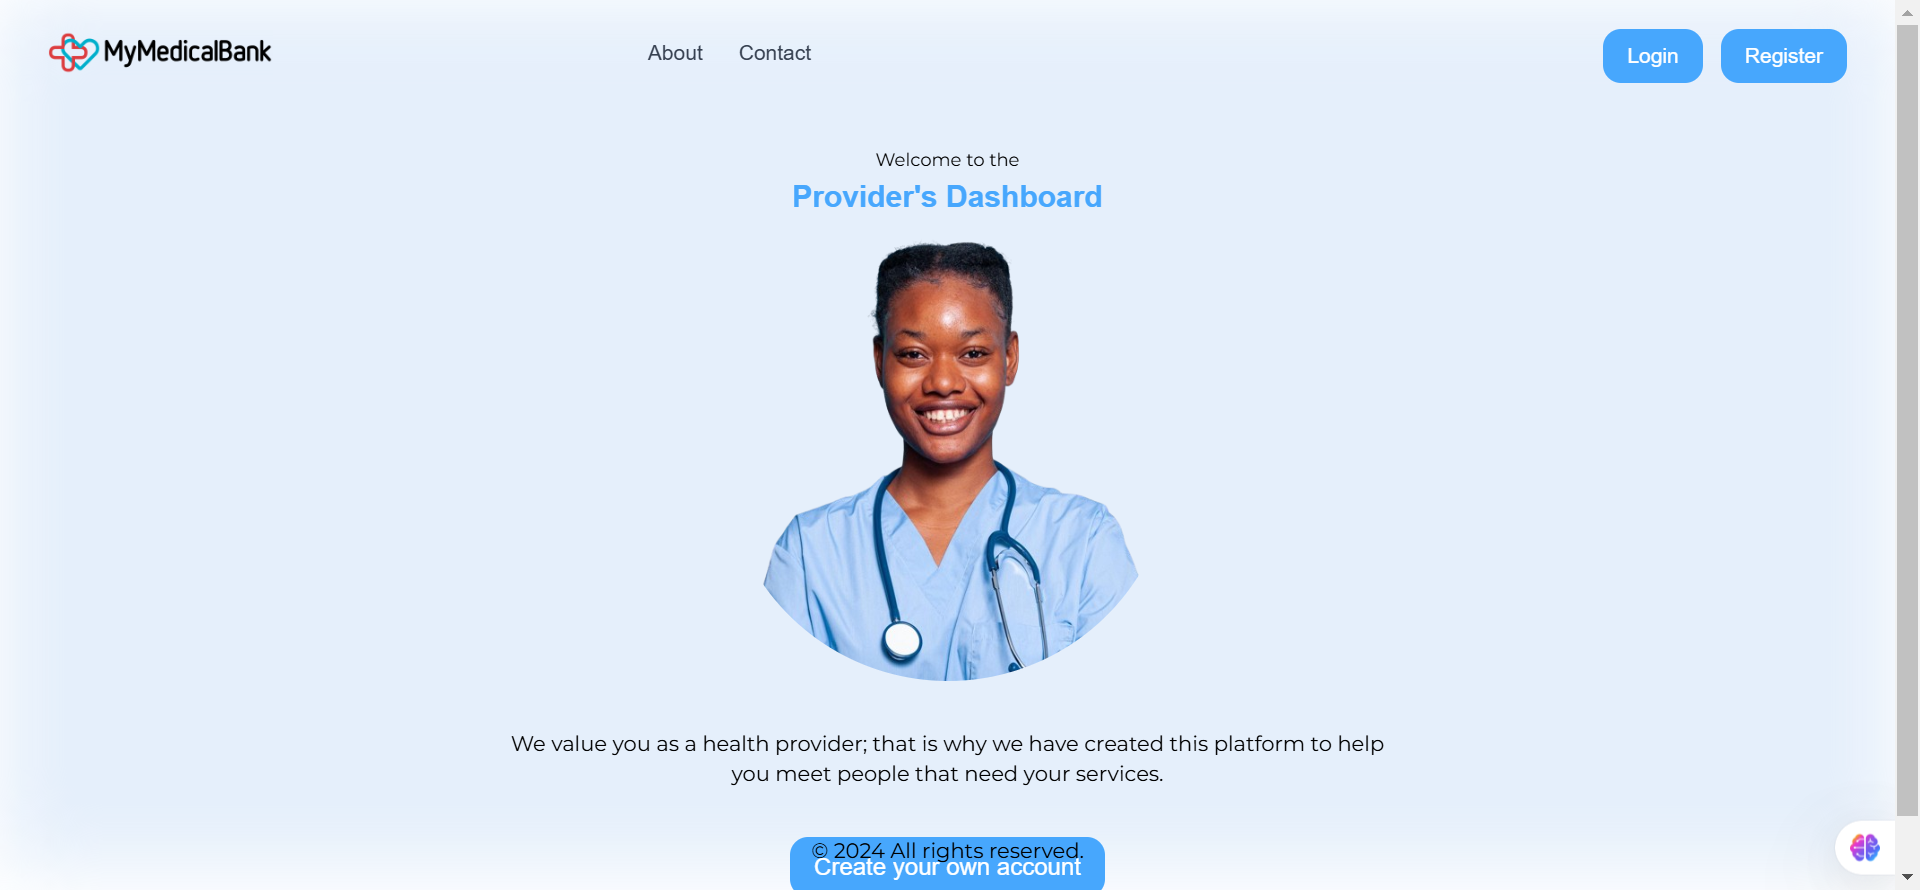 MyMedicalBank
About
Contact
Login
Register
Welcome to the
Provider's Dashboard
We value you as a health provider; that is why we have created this platform to help
you meet people that need your services.
© 2024 All rights reserved.
Create your own account